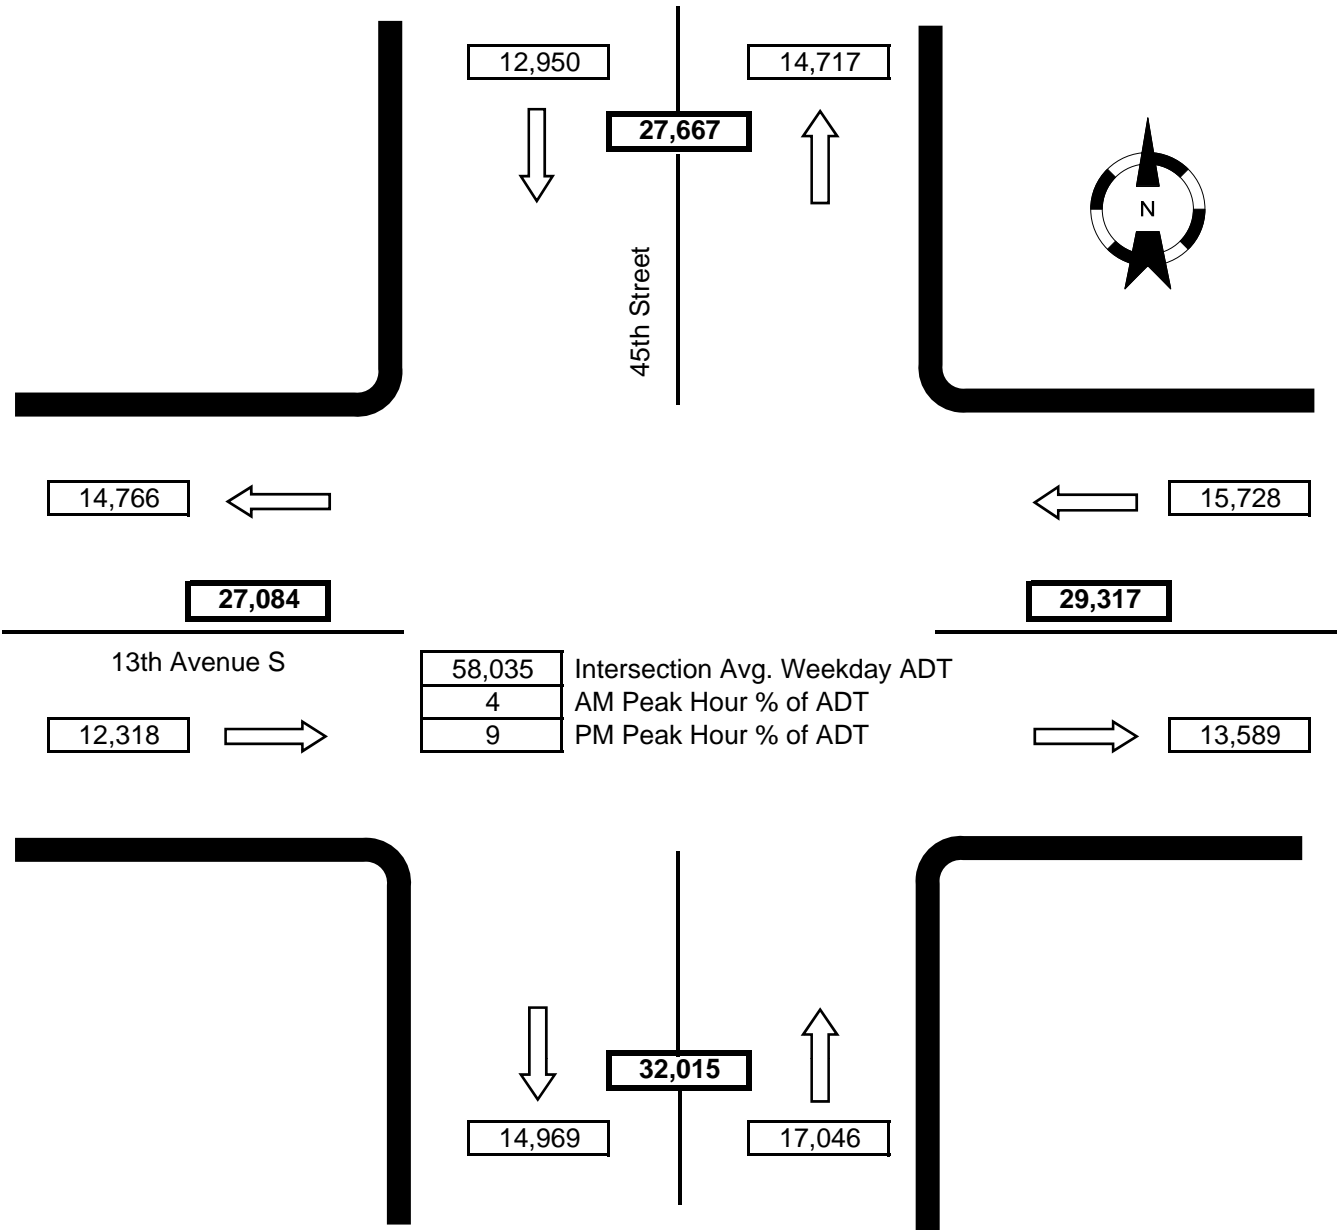 12,950
14,717
27,667
N
45th Street
14,766
15,728
27,084
29,317
13th Avenue S
58,035 Intersection Avg. Weekday ADT
4 AM Peak Hour % of ADT
9 PM Peak Hour % of ADT
12,318
13,589
32,015
14,969
17,046